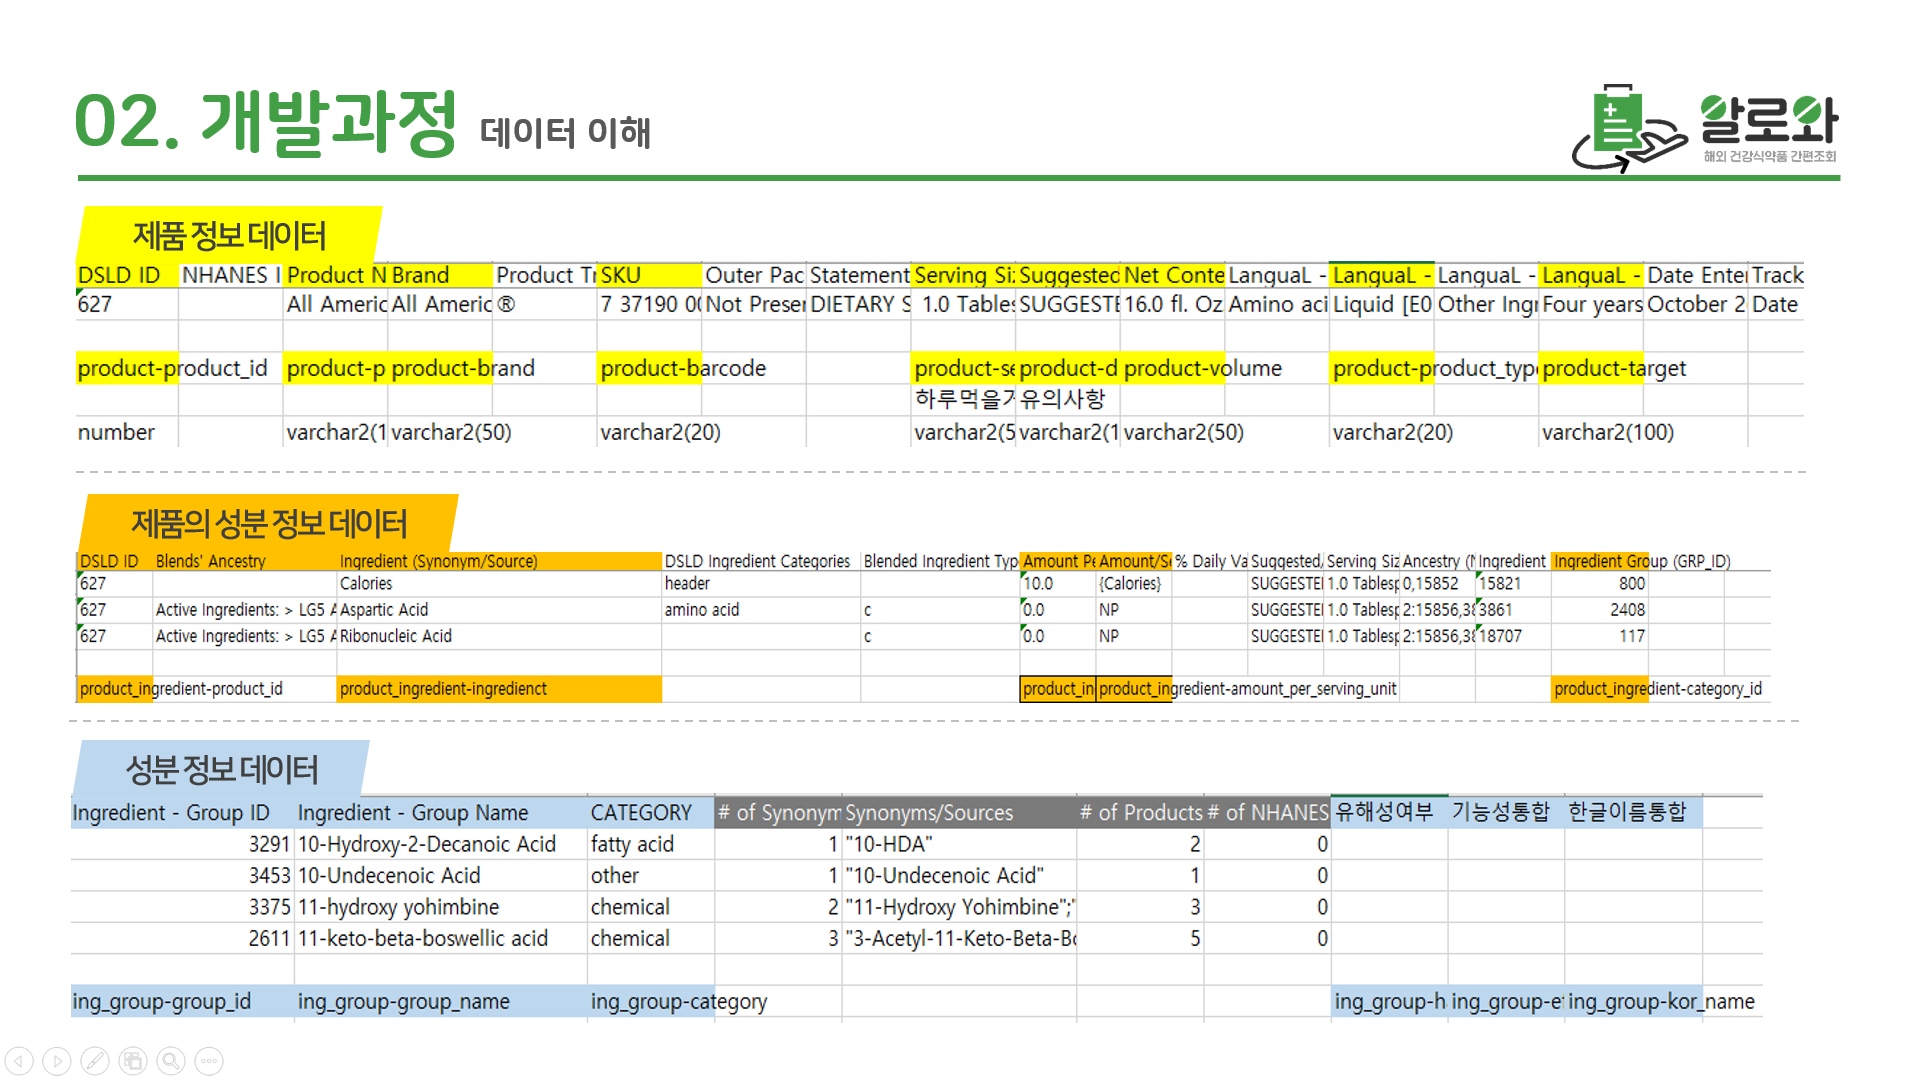 02. 개발과정 데이터 이해
알로와
해외 건강식약품 간편조회
제품 정보 데이터
DSLD ID NHANES I Product N Brand Product Tr SKU Outer Pac Statement Serving Siz Suggested Net Conte LanguaL - LanguaL - LanguaL - LanguaL - Date Enter Track
627 All Americ All Americ ® 7 37190 00 Not Preser DIETARY S 1.0 Tables SUGGESTE 16.0 fl. Oz Amino aci Liquid [E0 Other Ingr Four years October 2 Date
product-product_id product-p product-brand product-barcode product-se product-d product-volume product-product_type product-target
하루먹을거 유의사항
number varchar2(1 varchar2(50) varchar2(20) varchar2(5 varchar2(1 varchar2(50) varchar2(20) varchar2(100)
제품의 성분 정보 데이터
DSLD ID Blends' Ancestry Ingredient (Synonym/Source) DSLD Ingredient Categories Blended Ingredient Typ Amount Pe Amount/Se % Daily Va Suggested, Serving Siz Ancestry (N Ingredient Ingredient Group (GRP_ID)
627 Calories header 10.0 {Calories} SUGGESTEI 1.0 Tablesp 0,15852 15821 800
627 Active Ingredients: > LG5 A Aspartic Acid amino acid c 0.0 NP SUGGESTEI 1.0 Tablesp 2:15856,38 3861 2408
627 Active Ingredients: > LG5 A Ribonucleic Acid c 0.0 NP SUGGESTEI 1.0 Tablesp 2:15856,38 18707 117
product_ingredient-product_id product_ingredient-ingredienct product_in product_ingredient-amount_per_serving_unit product_ingredient-category_id
성분 정보 데이터
Ingredient - Group ID Ingredient - Group Name CATEGORY # of Synonym Synonyms/Sources # of Products # of NHANES 유해성여부 기능성통합 한글이름통합
3291 10-Hydroxy-2-Decanoic Acid fatty acid 1 "10-HDA" 2 0
3453 10-Undecenoic Acid other 1 "10-Undecenoic Acid" 1 0
3375 11-hydroxy yohimbine chemical 2 "11-Hydroxy Yohimbine";" 3 0
2611 11-keto-beta-boswellic acid chemical 3 "3-Acetyl-11-Keto-Beta-Bo 5 0
ing_group-group_id ing_group-group_name ing_group-category ing_group-h ing_group-ef ing_group-kor_name